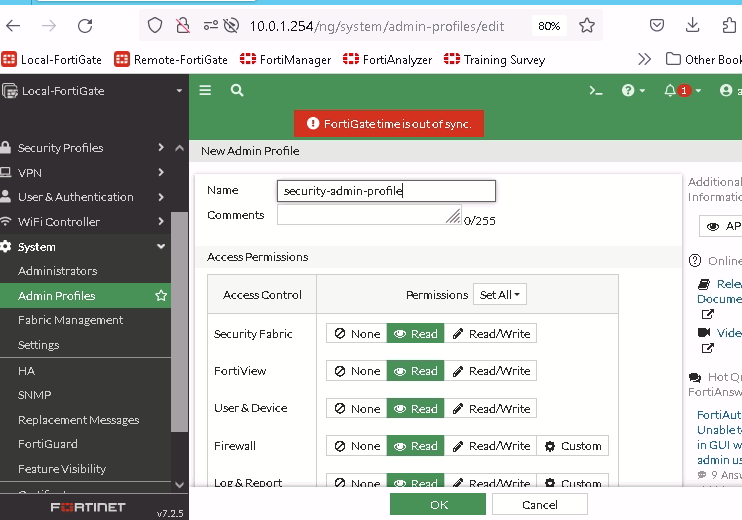 10.0.1.254/ng/system/admin-profiles/edit 80%
Local-FortiGate Remote-FortiGate FortiManager FortiAnalyzer Training Survey Other Book
Local-FortiGate
1
FortiGate time is out of sync.
Security Profiles
VPN
User & Authentication
WiFi Controller
System
Administrators
Admin Profiles
Fabric Management
Settings
HA
SNMP
Replacement Messages
FortiGuard
Feature Visibility
FORTINET v7.2.5
New Admin Profile
Name security-admin-profile
Comments 0/255
Access Permissions
Access Control Permissions Set All
Security Fabric None Read Read/Write
FortiView None Read Read/Write
User & Device None Read Read/Write
Firewall None Read Read/Write Custom
Log & Report None Read Read/Write Custom
OK Cancel
Additional
Informatio
AP
Online
Rele
Docume
Vide
Hot Qu
FortiAnsw
FortiAut
Unable t
in GUI w
admin us
9 Answ